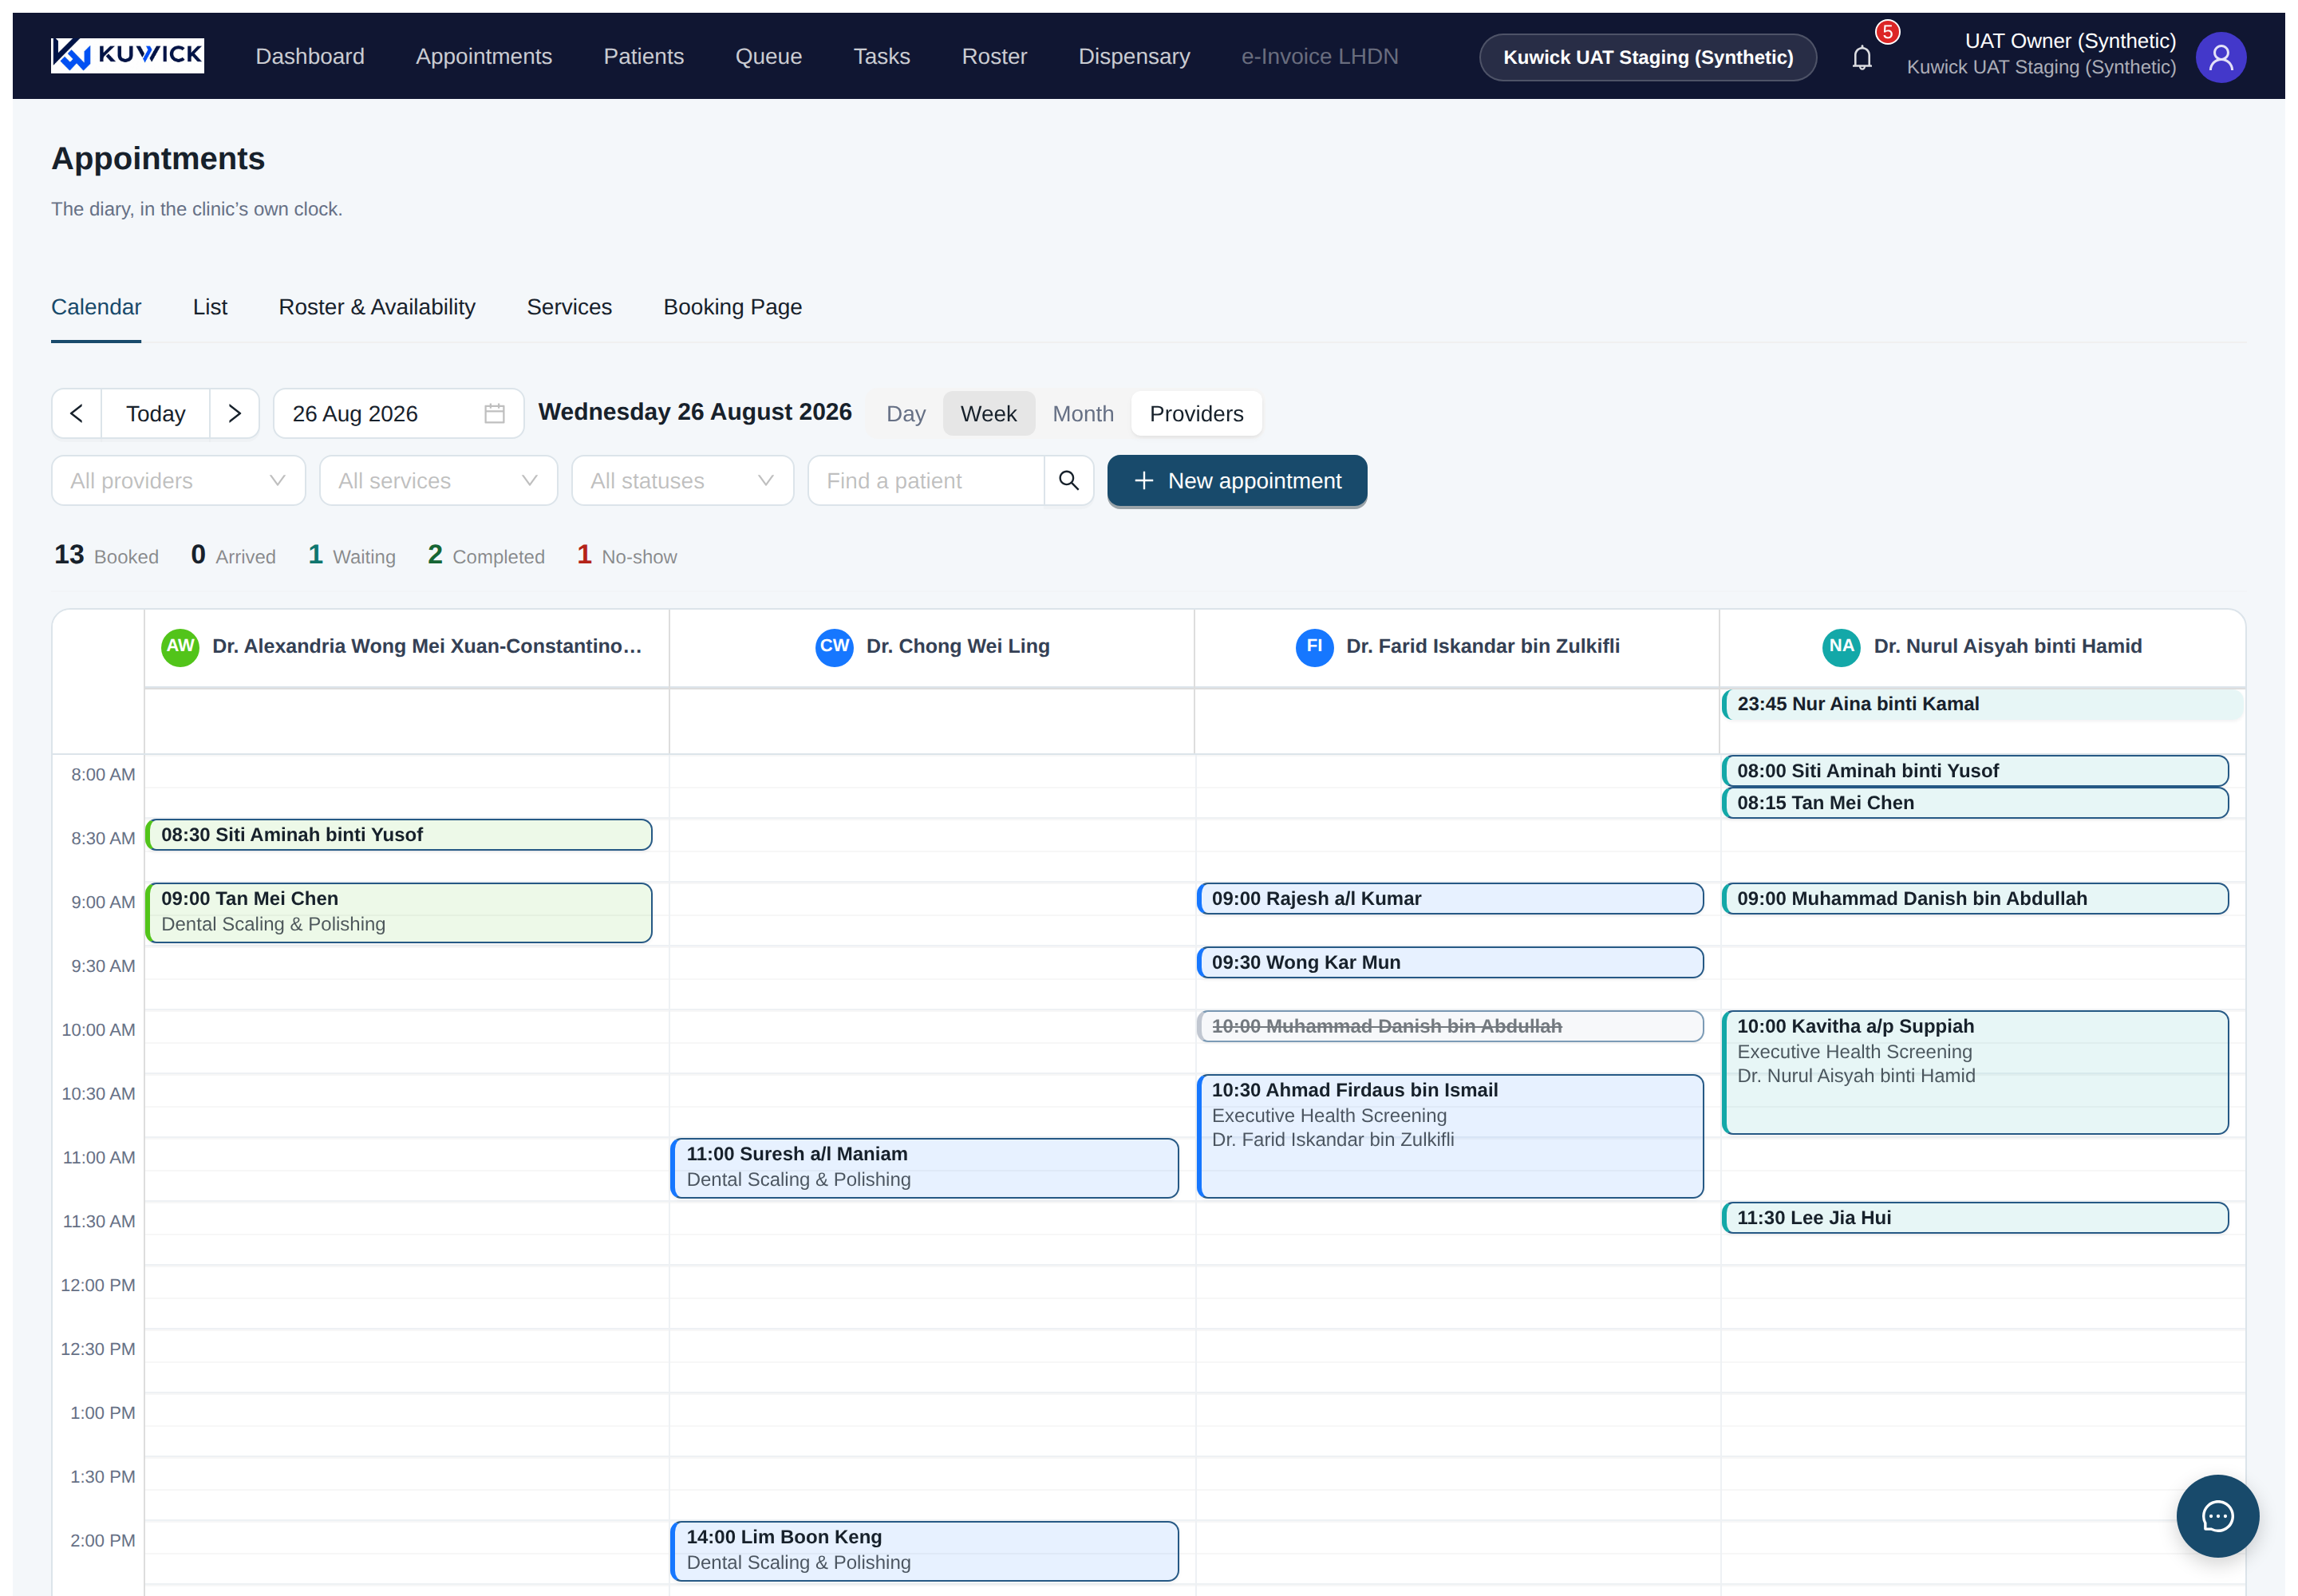 KUWICK Dashboard Appointments Patients Queue Tasks Roster Dispensary e-Invoice LHDN Kuwick UAT Staging (Synthetic) 5 UAT Owner (Synthetic)
Kuwick UAT Staging (Synthetic)
Appointments
The diary, in the clinic’s own clock.
Calendar List Roster & Availability Services Booking Page
Today 26 Aug 2026 Wednesday 26 August 2026 Day Week Month Providers
All providers All services All statuses Find a patient New appointment
13 Booked 0 Arrived 1 Waiting 2 Completed 1 No-show
AW Dr. Alexandria Wong Mei Xuan-Constantino… CW Dr. Chong Wei Ling FI Dr. Farid Iskandar bin Zulkifli NA Dr. Nurul Aisyah binti Hamid
23:45 Nur Aina binti Kamal
8:00 AM 08:00 Siti Aminah binti Yusof
08:15 Tan Mei Chen
8:30 AM 08:30 Siti Aminah binti Yusof
9:00 AM 09:00 Tan Mei Chen 09:00 Rajesh a/l Kumar 09:00 Muhammad Danish bin Abdullah
Dental Scaling & Polishing
9:30 AM 09:30 Wong Kar Mun
10:00 AM 10:00 Muhammad Danish bin Abdullah 10:00 Kavitha a/p Suppiah
Executive Health Screening
Dr. Nurul Aisyah binti Hamid
10:30 AM 10:30 Ahmad Firdaus bin Ismail
Executive Health Screening
Dr. Farid Iskandar bin Zulkifli
11:00 AM 11:00 Suresh a/l Maniam
Dental Scaling & Polishing
11:30 AM 11:30 Lee Jia Hui
12:00 PM
12:30 PM
1:00 PM
1:30 PM
2:00 PM 14:00 Lim Boon Keng
Dental Scaling & Polishing